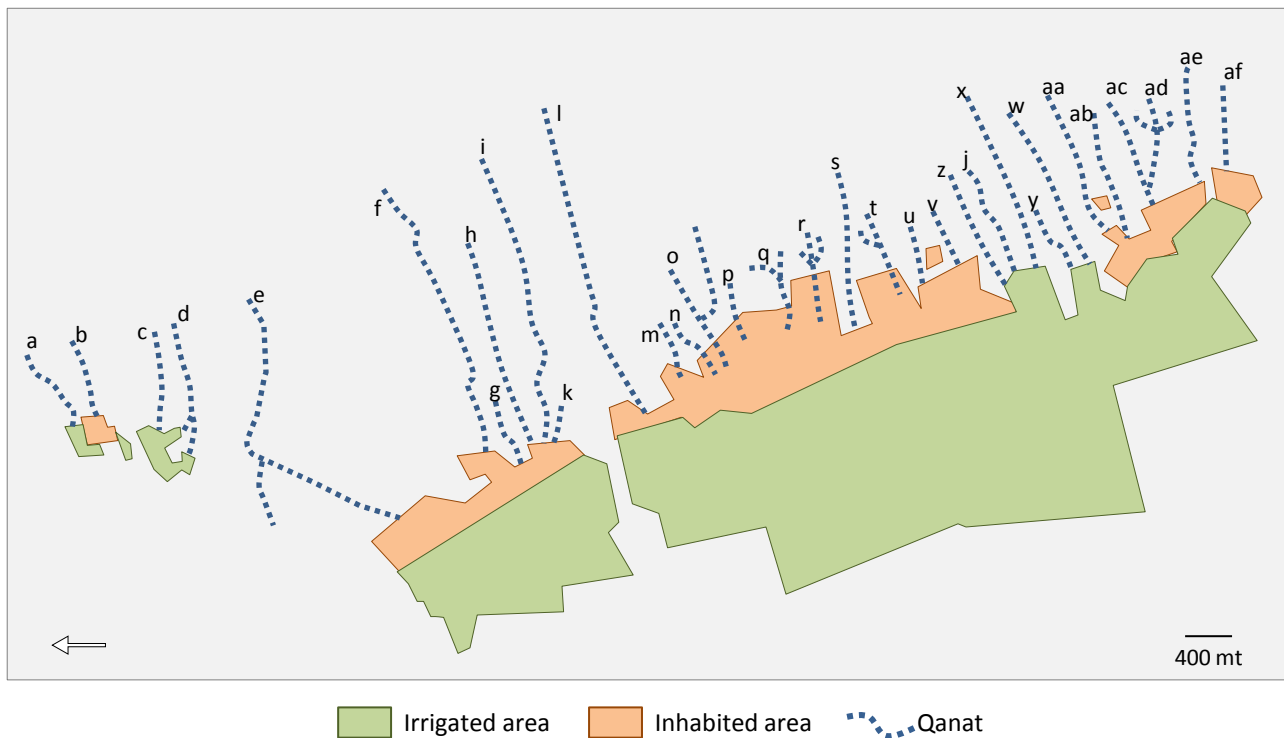 ae
af
x
w
aa
ac
ad
ab
l
i
s
z
j
f
h
o
r
t
u
v
y
q
p
e
d
c
b
a
m
n
g
k
400 mt
Irrigated area Inhabited area Qanat